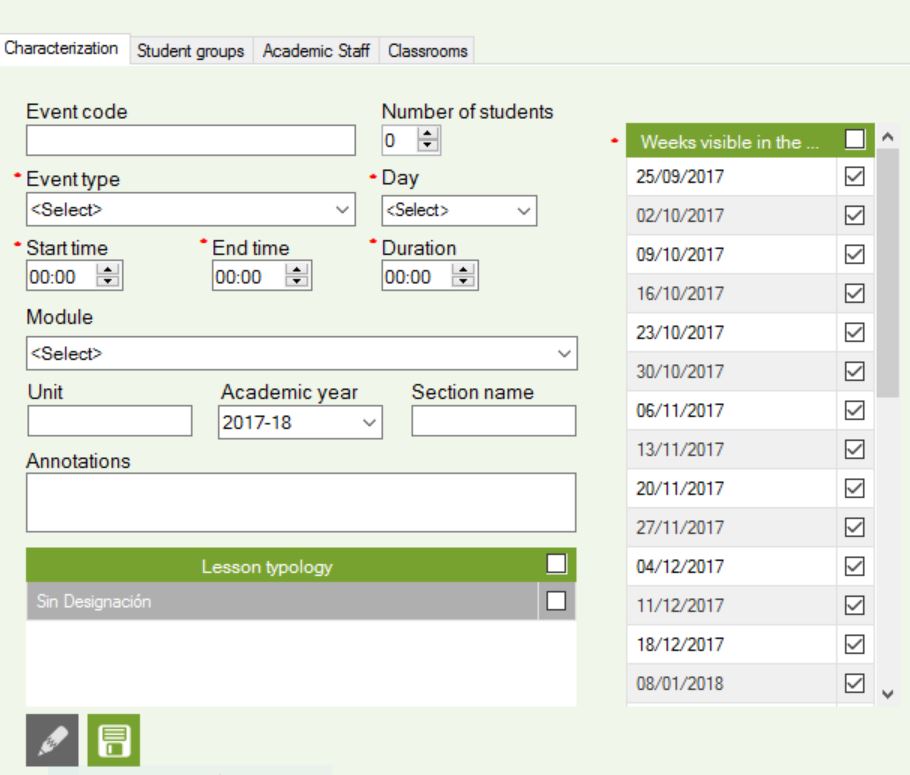 Characterization Student groups Academic Staff Classrooms
Event code
Number of students
0
* Event type
<Select>
* Day
<Select>
* Start time
00:00
* End time
00:00
* Duration
00:00
Module
<Select>
Unit
Academic year
2017-18
Section name
Annotations
Lesson typology
Sin Designación
* Weeks visible in the ...
25/09/2017
02/10/2017
09/10/2017
16/10/2017
23/10/2017
30/10/2017
06/11/2017
13/11/2017
20/11/2017
27/11/2017
04/12/2017
11/12/2017
18/12/2017
08/01/2018